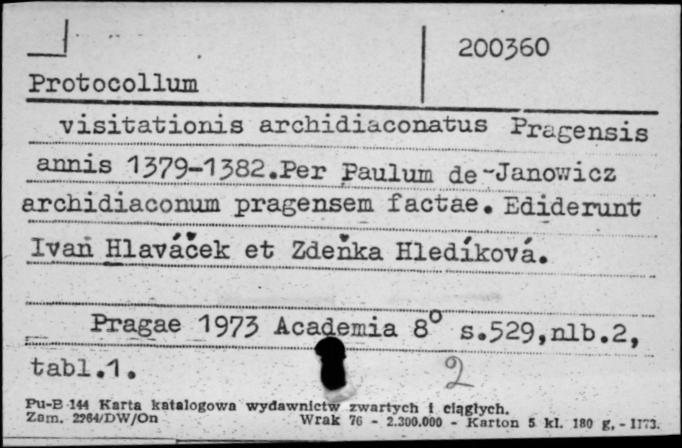 200360
Protocollum
visitationis archidiaconatus Pragensis
annis 1379-1382.Per Paulum de-Janowicz
archidiaconum pragensem factae. Ediderunt
Ivan Hlaváček et Zdeňka Hledíková.
Pragae 1973 Academia 8° s.529,nlb.2,
tabl.1.
2
Pu-B 144 Karta katalogowa wydawnictw zwartych i ciągłych.
Zam. 2264/DW/On Wrak 76 - 2.300.000 - Karton 5 kl. 180 g, - II73.